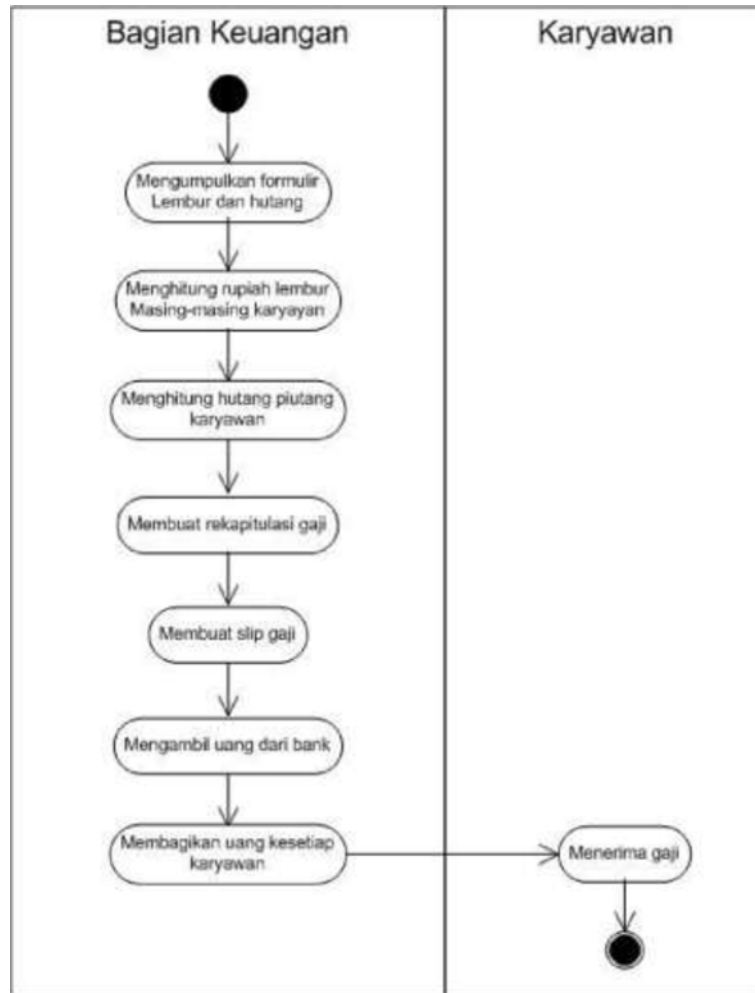 Bagian Keuangan
Karyawan
Mengumpulkan formulir
Lembur dan hutang
Menghitung rupiah lembur
Masing-masing karyayan
Menghitung hutang piutang
karyawan
Membuat rekapitulasi gaji
Membuat slip gaji
Mengambil uang dari bank
Membagikan uang kesetiap
karyawan
Menerima gaji